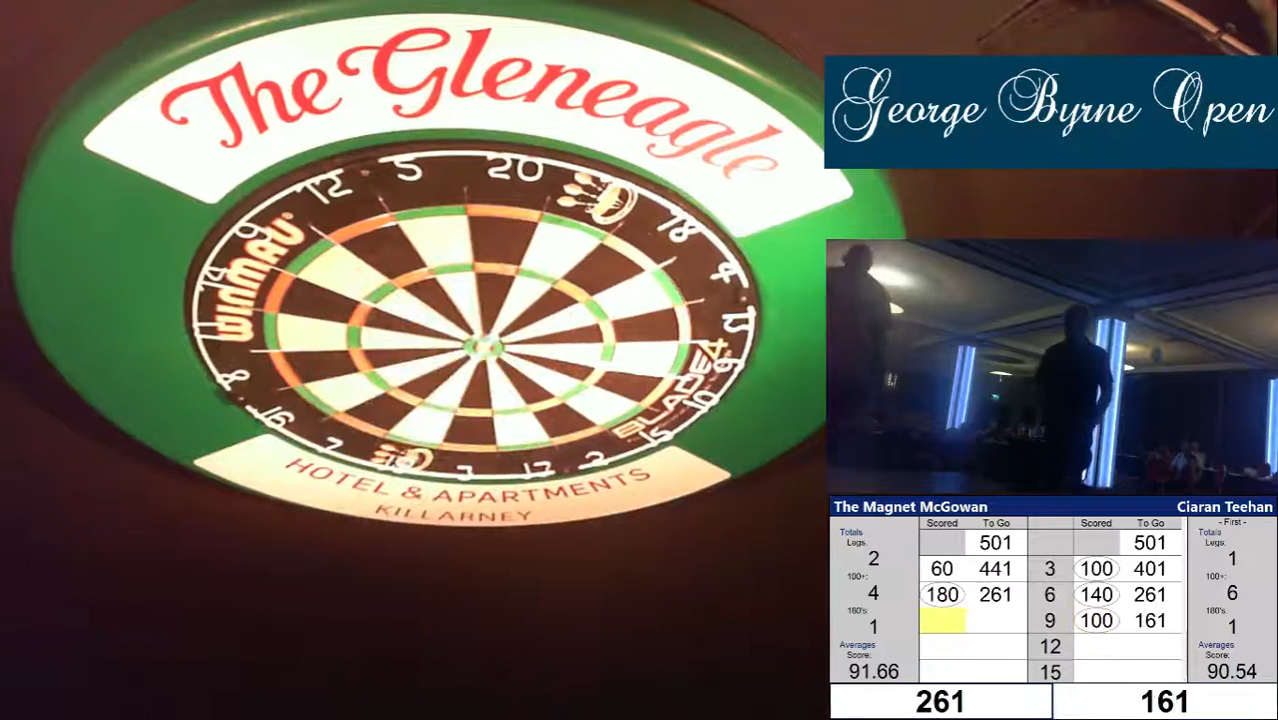 The Gleneagle
12 5 20
9 18
14 4
WINMAU
11
8 BLADE 4
16 10
7 3 17 2 15
HOTEL & APARTMENTS
KILLARNEY
George Byrne Open
The Magnet McGowan Ciaran Teehan
Scored To Go Scored To Go - First -
Totals 501 501 Totals
Legs: Legs:
2 60 441 3 100 401 1
100+: 100+:
4 180 261 6 140 261 6
180's: 180's:
1 9 100 161 1
Averages 12 Averages
Score: Score:
91.66 15 90.54
261 161